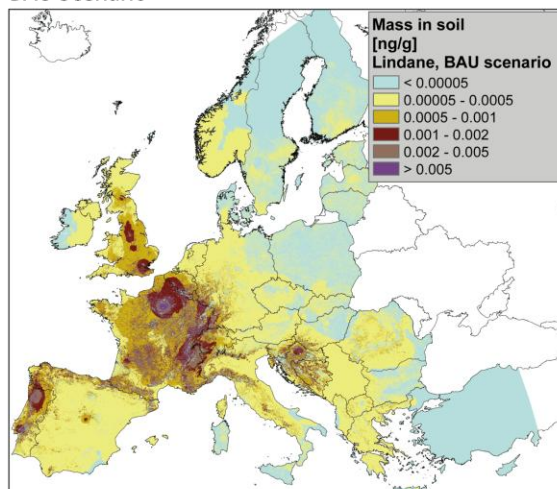 Mass in soil
[ng/g]
Lindane, BAU scenario
< 0.00005
0.00005 - 0.0005
0.0005 - 0.001
0.001 - 0.002
0.002 - 0.005
> 0.005